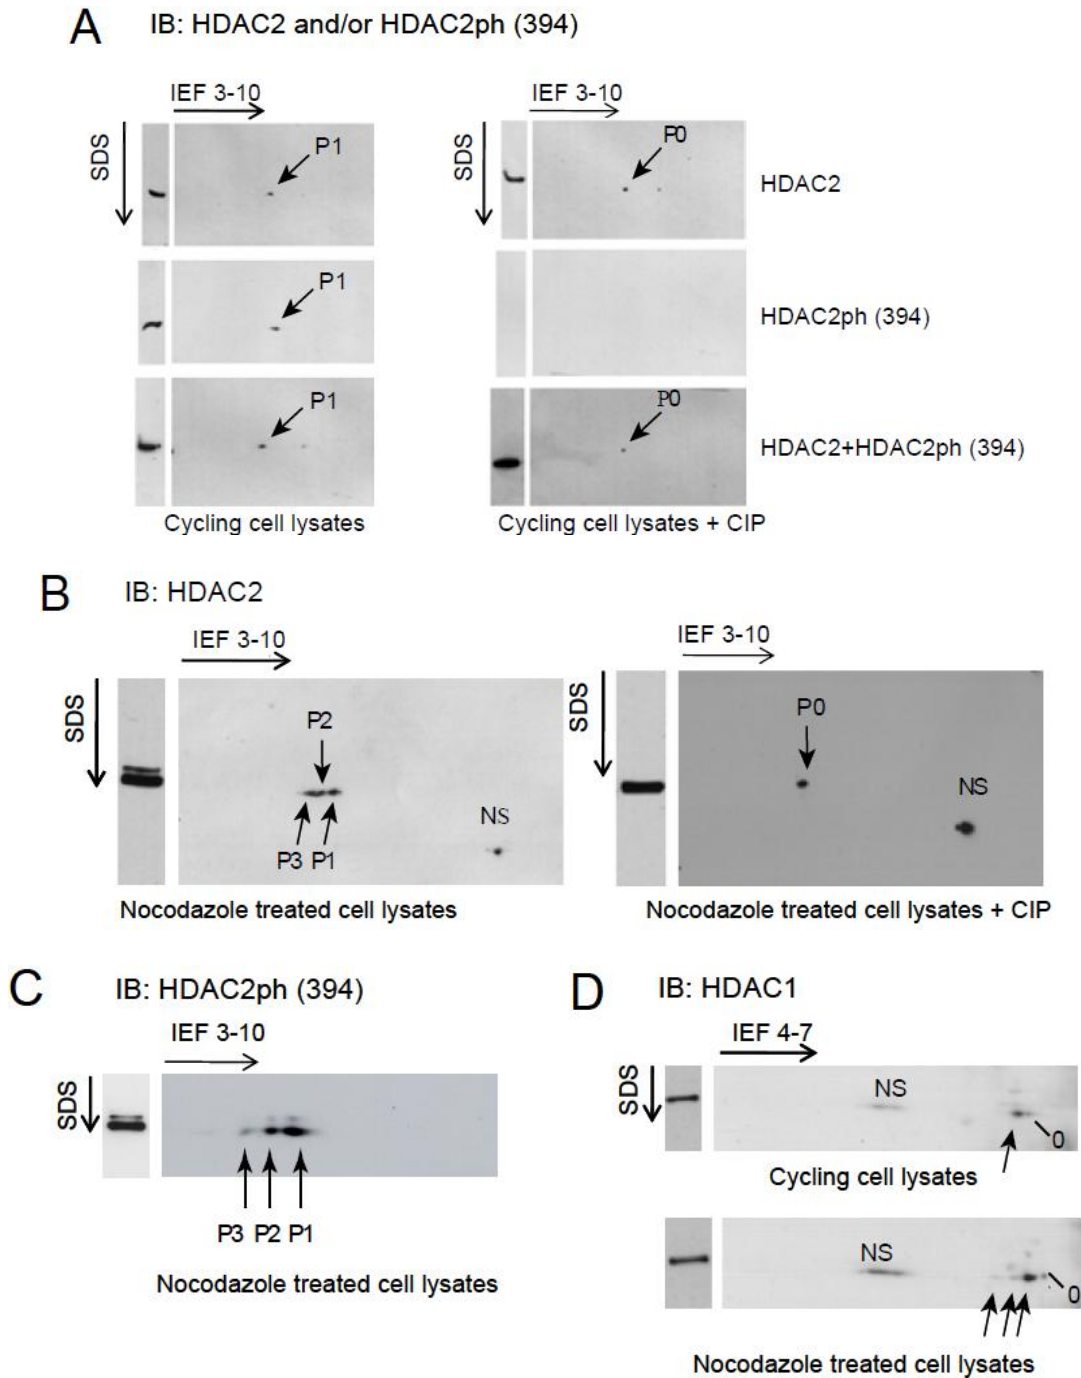 A
IB: HDAC2 and/or HDAC2ph (394)
IEF 3-10
IEF 3-10
SDS
P1
SDS
P0
HDAC2
P1
HDAC2ph (394)
P1
P0
HDAC2+HDAC2ph (394)
Cycling cell lysates
Cycling cell lysates + CIP
B
IB: HDAC2
IEF 3-10
IEF 3-10
SDS
P2
P3 P1
NS
SDS
P0
NS
Nocodazole treated cell lysates
Nocodazole treated cell lysates + CIP
C
IB: HDAC2ph (394)
IEF 3-10
SDS
P3 P2 P1
Nocodazole treated cell lysates
D
IB: HDAC1
IEF 4-7
SDS
NS
0
Cycling cell lysates
NS
0
Nocodazole treated cell lysates